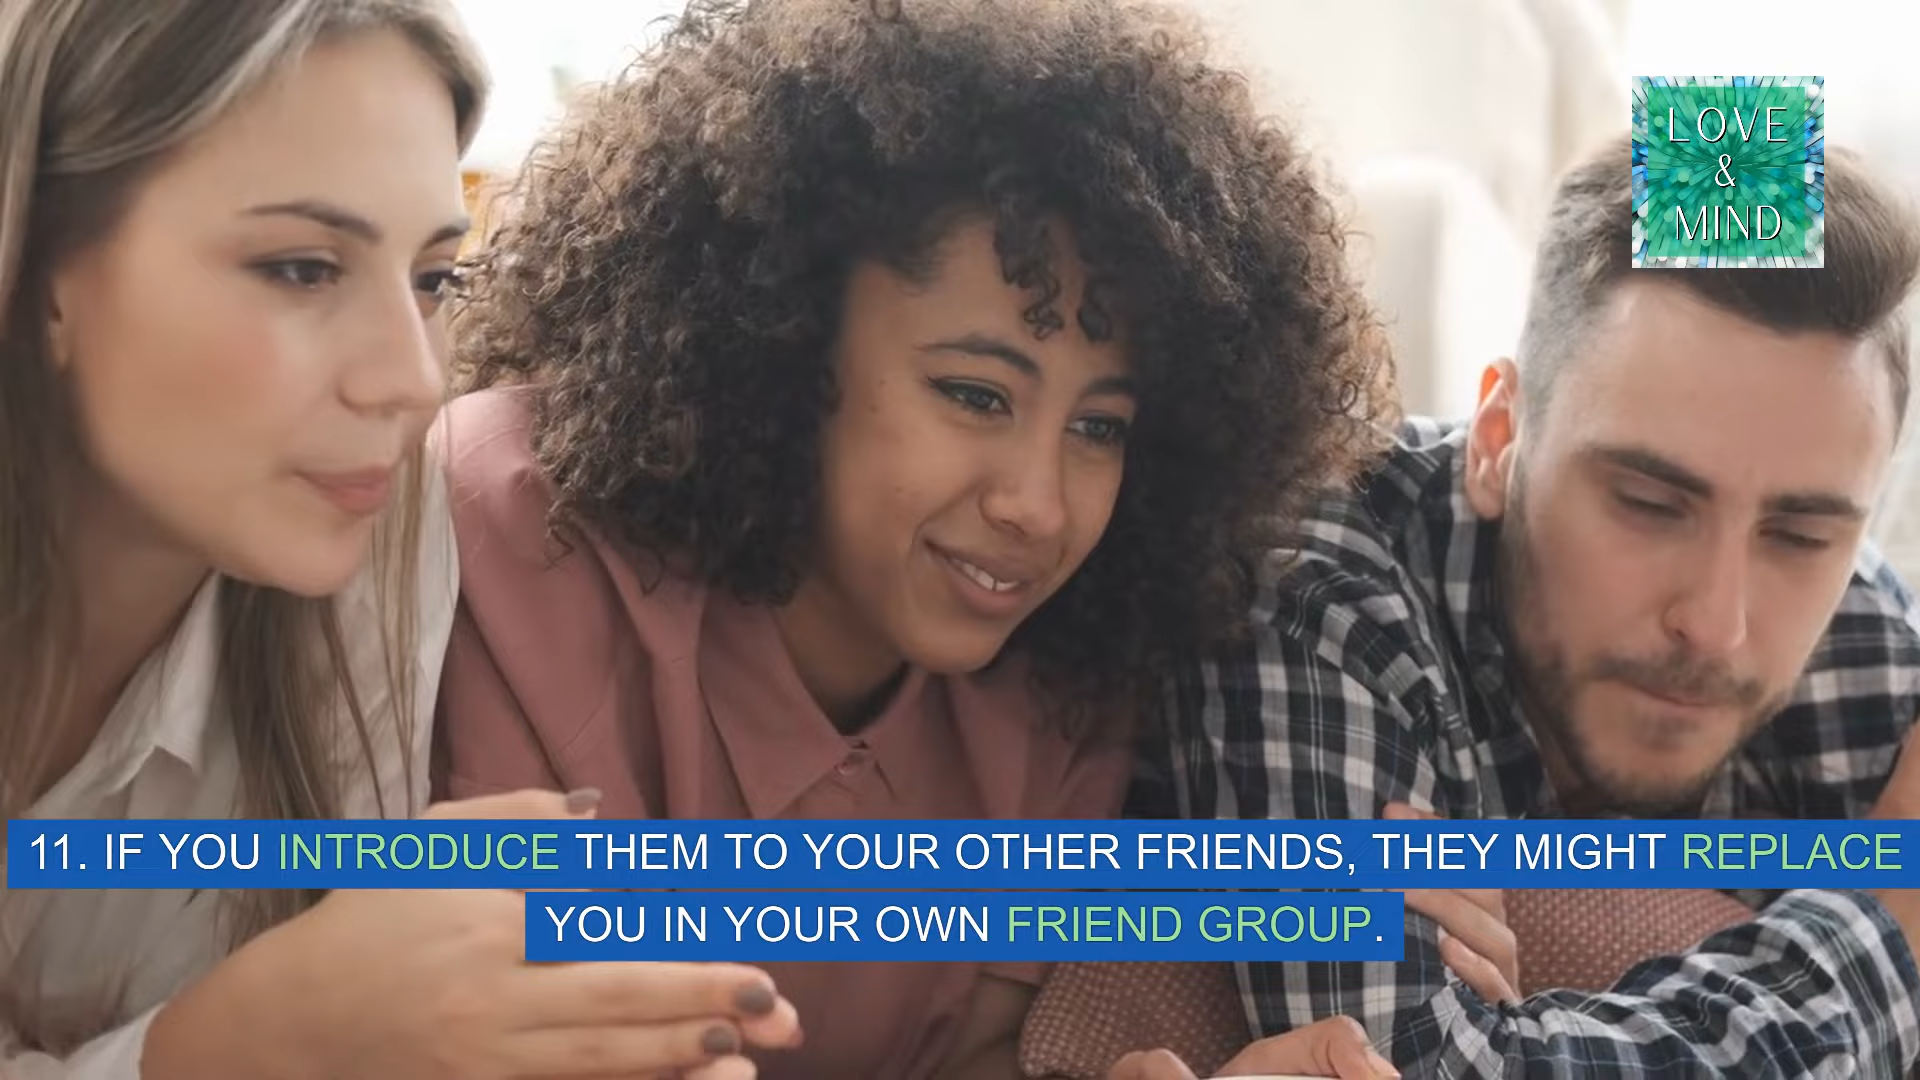 LOVE
&
MIND
11. IF YOU INTRODUCE THEM TO YOUR OTHER FRIENDS, THEY MIGHT REPLACE
YOU IN YOUR OWN FRIEND GROUP.